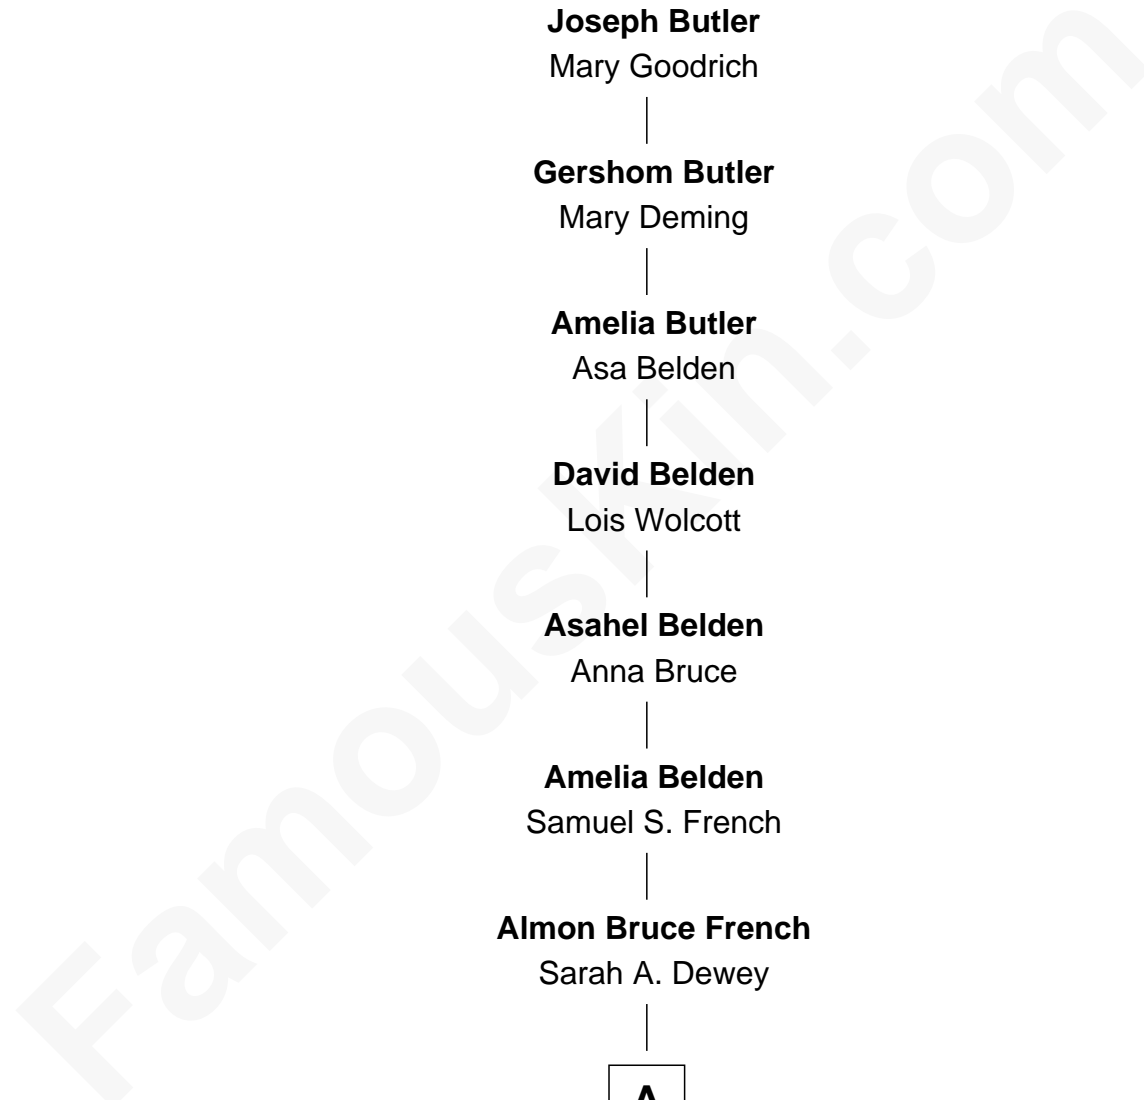 Joseph Butler
Mary Goodrich
Gershom Butler
Mary Deming
Amelia Butler
Asa Belden
David Belden
Lois Wolcott
Asahel Belden
Anna Bruce
Amelia Belden
Samuel S. French
Almon Bruce French
Sarah A. Dewey
A
FamousKin.com